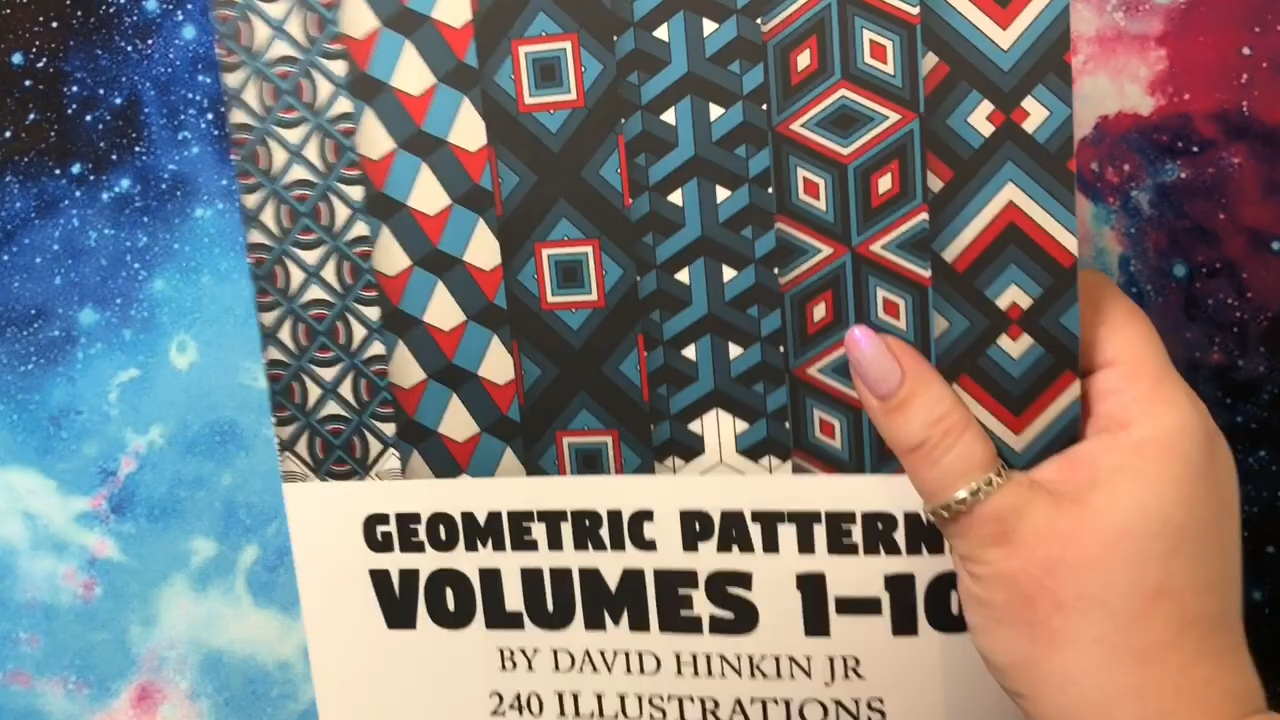 GEOMETRIC PATTERN
VOLUMES 1-10
BY DAVID HINKIN JR
240 ILLUSTRATIONS